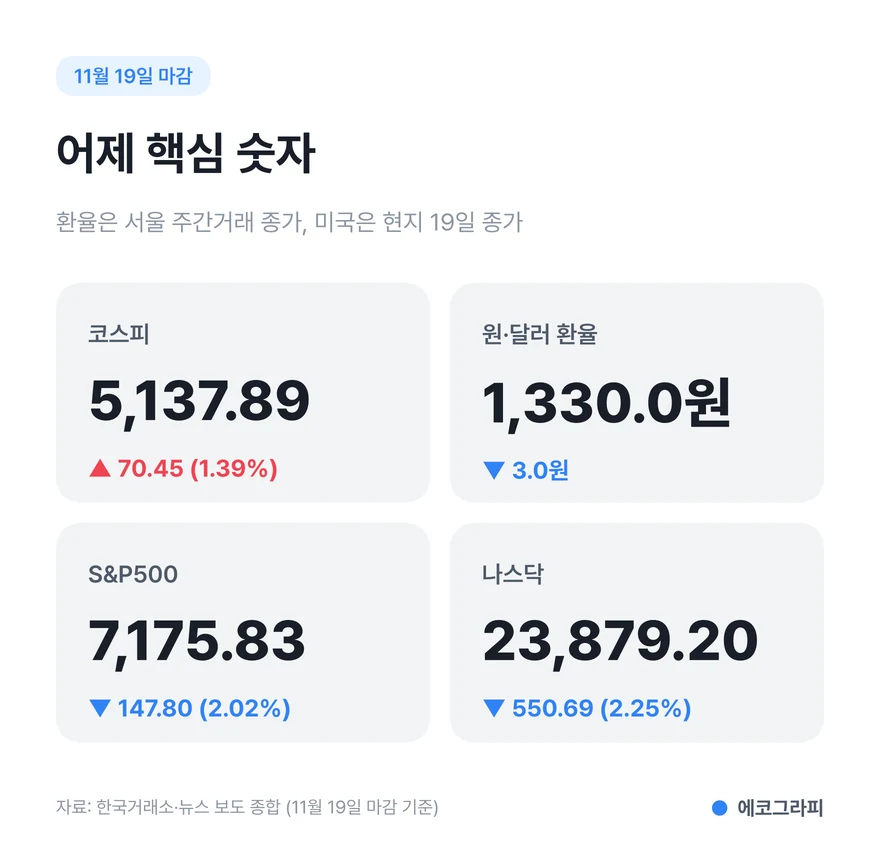 11월 19일 마감
어제 핵심 숫자
환율은 서울 주간거래 종가, 미국은 현지 19일 종가
코스피
5,137.89
▲ 70.45 (1.39%)
원·달러 환율
1,330.0원
▼ 3.0원
S&P500
7,175.83
▼ 147.80 (2.02%)
나스닥
23,879.20
▼ 550.69 (2.25%)
자료: 한국거래소·뉴스 보도 종합 (11월 19일 마감 기준)
에코그라피